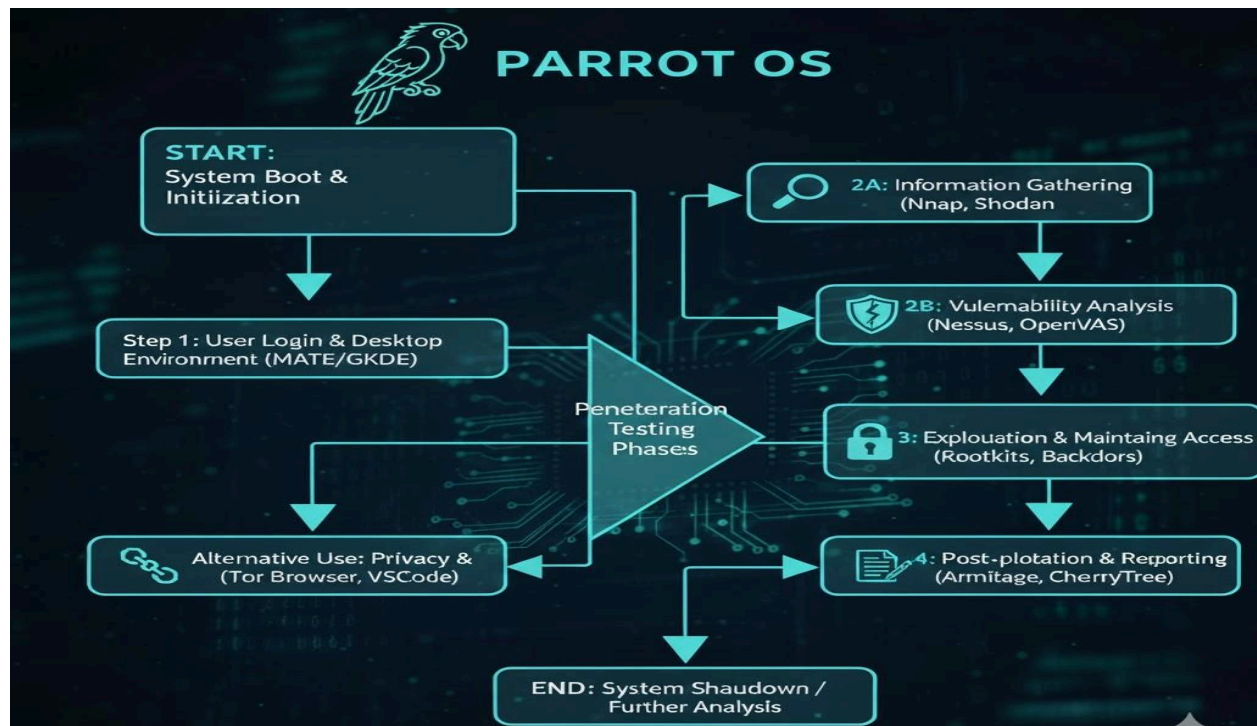 PARROT OS
START:
System Boot &
Initiization
Step 1: User Login & Desktop
Environment (MATE/GKDE)
Peneteration
Testing
Phases
Alternative Use: Privacy &
(Tor Browser, VSCode)
2A: Information Gathering
(Nnap, Shodan
2B: Vulernability Analysis
(Nessus, OpenVAS)
3: Explouation & Maintaing Access
(Rootkits, Backdors)
4: Post-plotation & Reporting
(Armitage, CherryTree)
END: System Shaudown /
Further Analysis